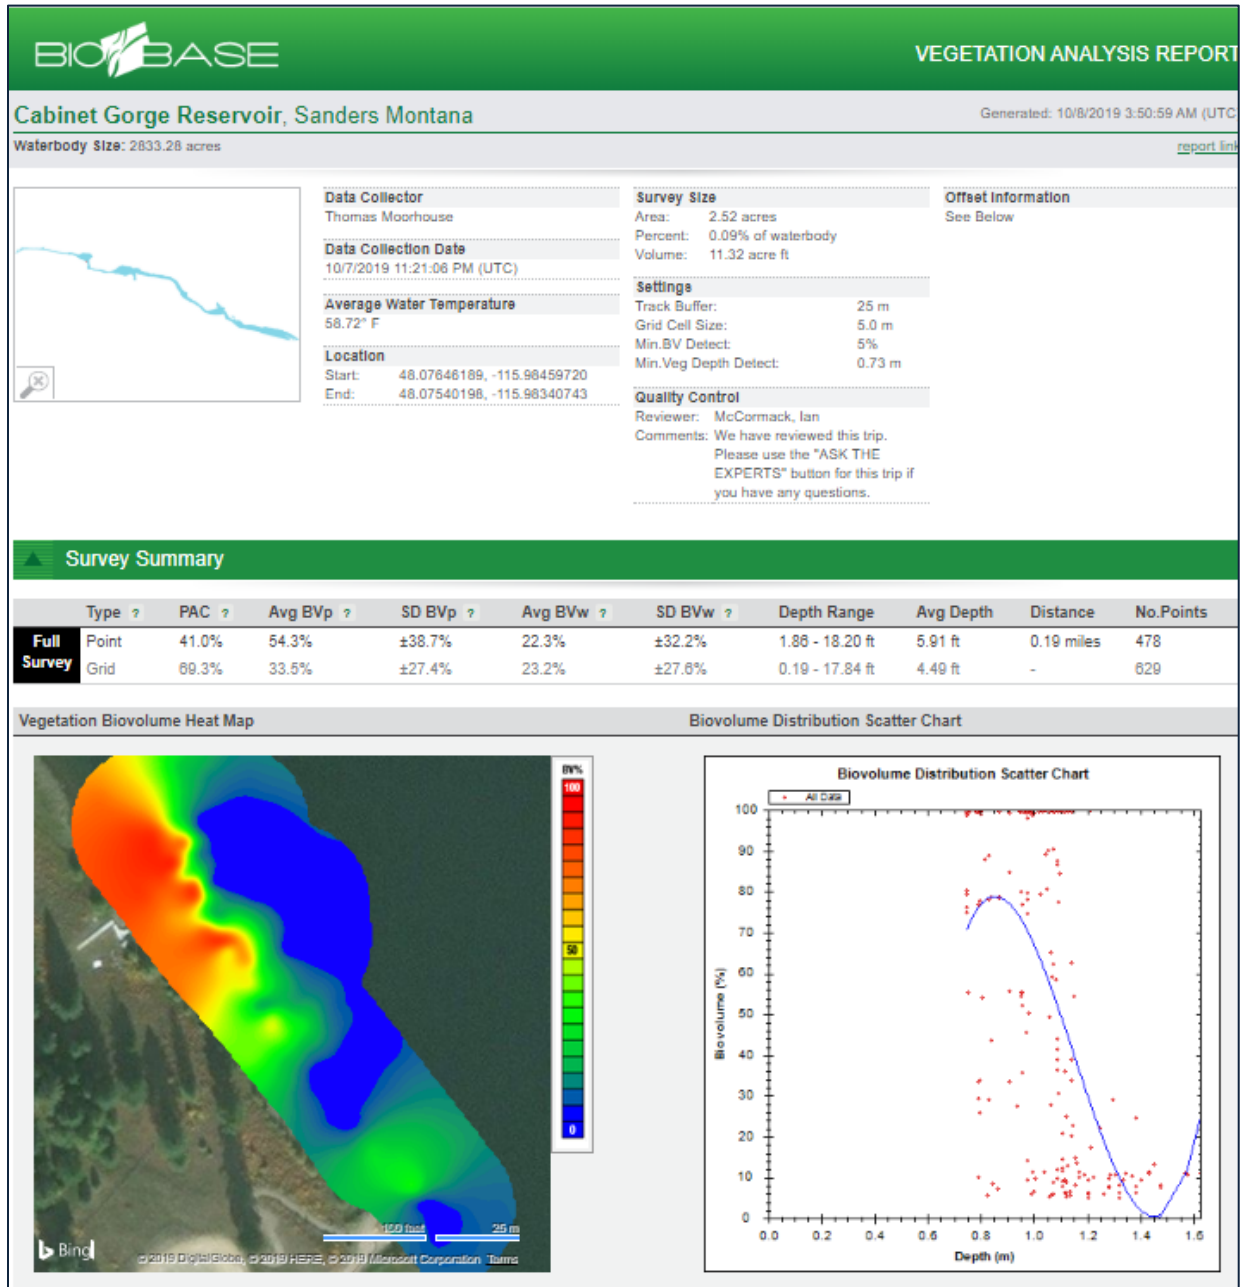 BIOBASE
VEGETATION ANALYSIS REPORT
Cabinet Gorge Reservoir, Sanders Montana
Generated: 10/8/2019 3:50:59 AM (UTC
Waterbody Size: 2833.28 acres
report link
Data Collector
Thomas Moorhouse
Data Collection Date
10/7/2019 11:21:06 PM (UTC)
Average Water Temperature
58.72° F
Location
Start: 48.07646189, -115.98459720
End: 48.07540198, -115.98340743
Survey Size
Area: 2.52 acres
Percent: 0.09% of waterbody
Volume: 11.32 acre ft
Settings
Track Buffer: 25 m
Grid Cell Size: 5.0 m
Min.BV Detect: 5%
Min.Veg Depth Detect: 0.73 m
Quality Control
Reviewer: McCormack, Ian
Comments: We have reviewed this trip.
Please use the "ASK THE
EXPERTS" button for this trip if
you have any questions.
Offset Information
See Below
Survey Summary
Type ? PAC ? Avg BVp ? SD BVp ? Avg BVw ? SD BVw ? Depth Range Avg Depth Distance No.Points
Full Survey
Point 41.0% 54.3% ±38.7% 22.3% ±32.2% 1.86 - 18.20 ft 5.91 ft 0.19 miles 478
Grid 69.3% 33.5% ±27.4% 23.2% ±27.6% 0.19 - 17.84 ft 4.49 ft - 629
Vegetation Biovolume Heat Map
Biovolume Distribution Scatter Chart
BV%
100
50
0
150 feet 25 m
Bing
© 2019 DigitalGlobe, © 2019 HERE, © 2019 Microsoft Corporation Terms
Biovolume Distribution Scatter Chart
All Data
Biovolume (%)
100
90
80
70
60
50
40
30
20
10
0
0.0 0.2 0.4 0.6 0.8 1.0 1.2 1.4 1.6
Depth (m)